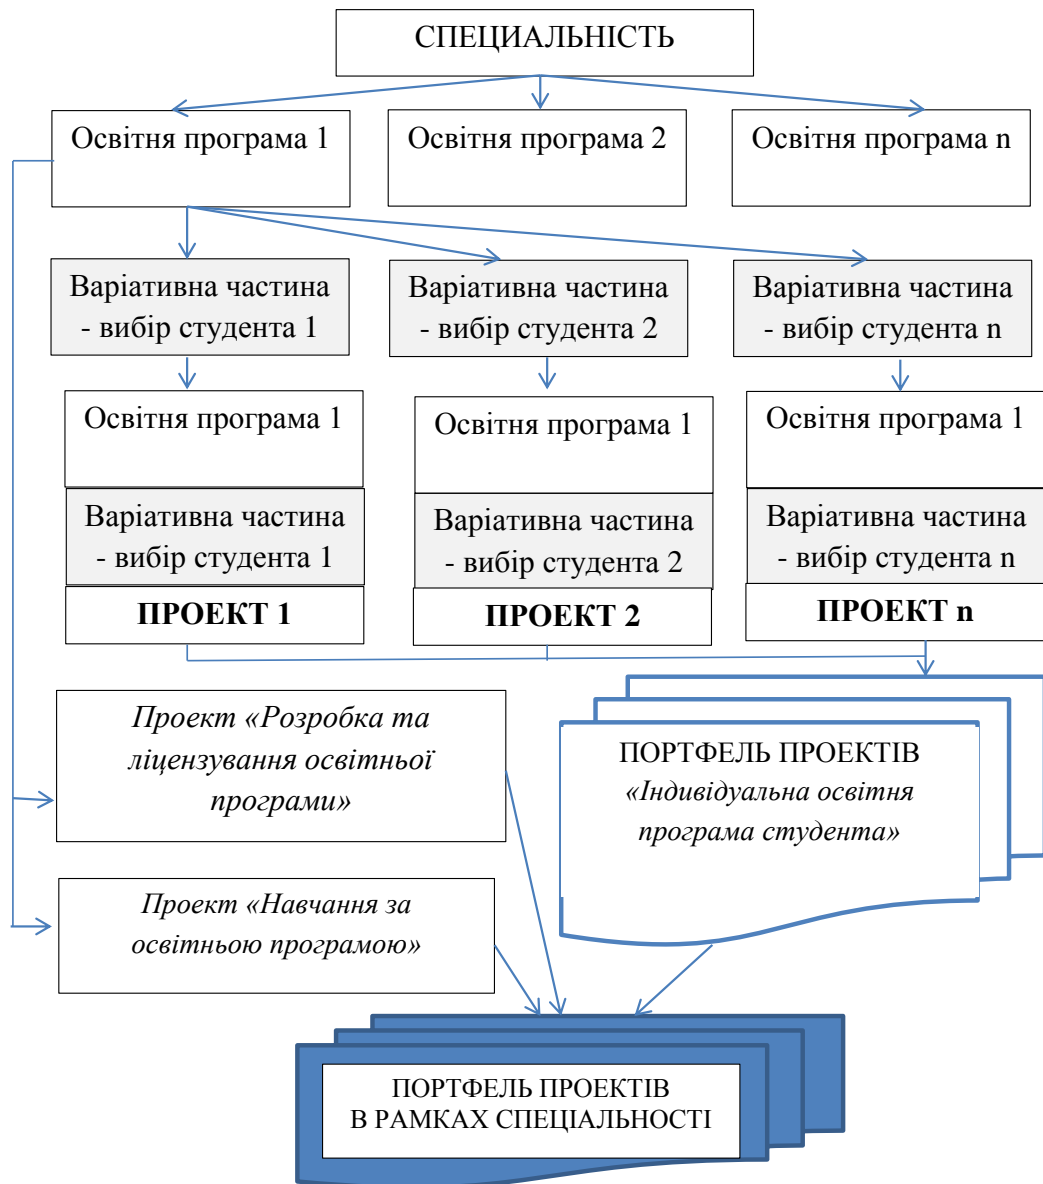 СПЕЦИАЛЬНІСТЬ
Освітня програма 1
Освітня програма 2
Освітня програма n
Варіативна частина
- вибір студента 1
Варіативна частина
- вибір студента 2
Варіативна частина
- вибір студента n
Освітня програма 1
Освітня програма 1
Освітня програма 1
Варіативна частина
- вибір студента 1
Варіативна частина
- вибір студента 2
Варіативна частина
- вибір студента n
ПРОЕКТ 1
ПРОЕКТ 2
ПРОЕКТ n
Проект «Розробка та
ліцензування освітньої
програми»
ПОРТФЕЛЬ ПРОЕКТІВ
«Індивідуальна освітня
програма студента»
Проект «Навчання за
освітньою програмою»
ПОРТФЕЛЬ ПРОЕКТІВ
В РАМКАХ СПЕЦІАЛЬНОСТІ